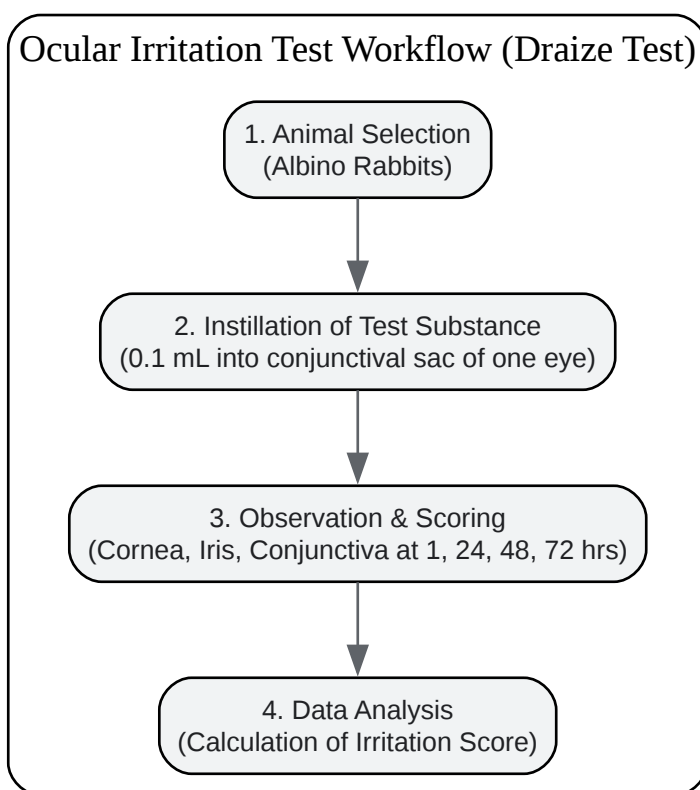 Ocular Irritation Test Workflow (Draize Test)
1. Animal Selection
(Albino Rabbits)
2. Instillation of Test Substance
(0.1 mL into conjunctival sac of one eye)
3. Observation & Scoring
(Cornea, Iris, Conjunctiva at 1, 24, 48, 72 hrs)
4. Data Analysis
(Calculation of Irritation Score)